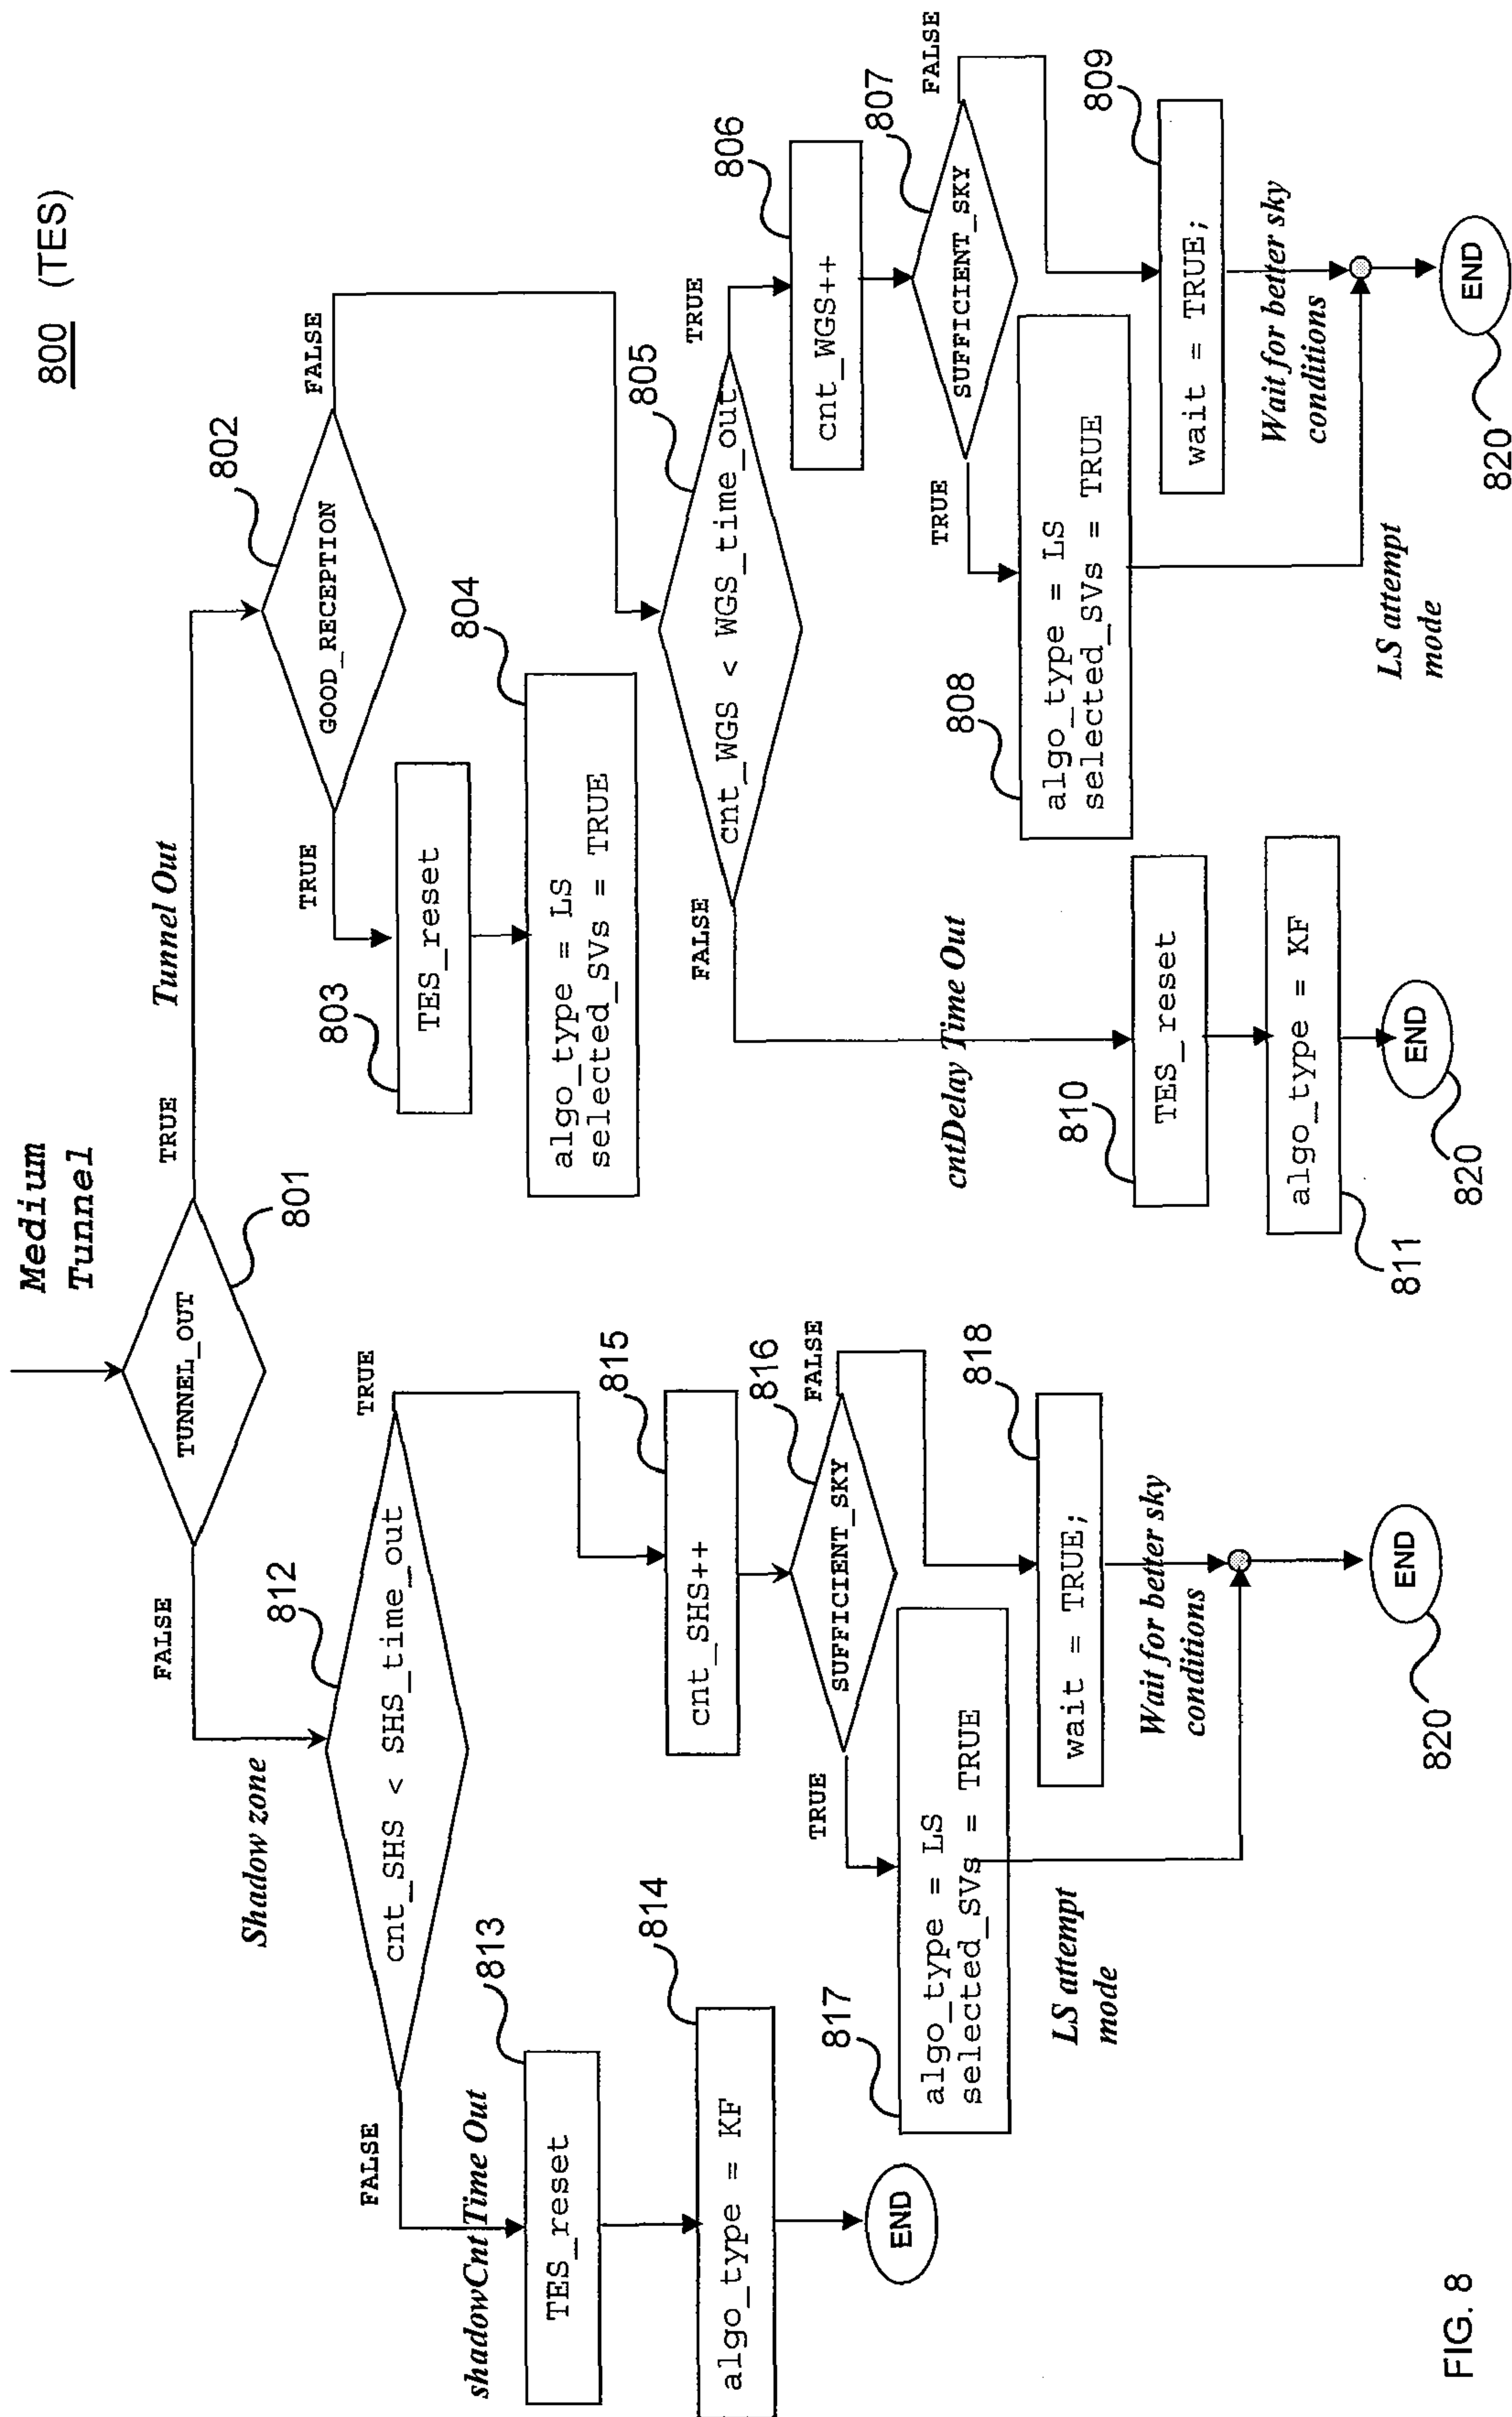 800 (TES)
Medium
Tunnel
TUNNEL_OUT
801
TRUE
Tunnel Out
FALSE
Shadow zone
GOOD_RECEPTION
802
TRUE
FALSE
TES_reset
803
algo_type = LS
selected_SVs = TRUE
804
cnt_WGS < WGS_time_out
805
TRUE
FALSE
cnt_WGS++
806
SUFFICIENT_SKY
807
TRUE
FALSE
algo_type = LS
selected_SVs = TRUE
808
wait = TRUE;
809
Wait for better sky
conditions
LS attempt
mode
END
820
cntDelay Time Out
TES_reset
810
algo_type = KF
811
END
820
cnt_SHS < SHS_time_out
812
TRUE
FALSE
shadowCnt Time Out
TES_reset
813
algo_type = KF
814
END
cnt_SHS++
815
SUFFICIENT_SKY
816
TRUE
FALSE
algo_type = LS
selected_SVs = TRUE
817
wait = TRUE;
818
Wait for better sky
conditions
LS attempt
mode
END
820
FIG. 8